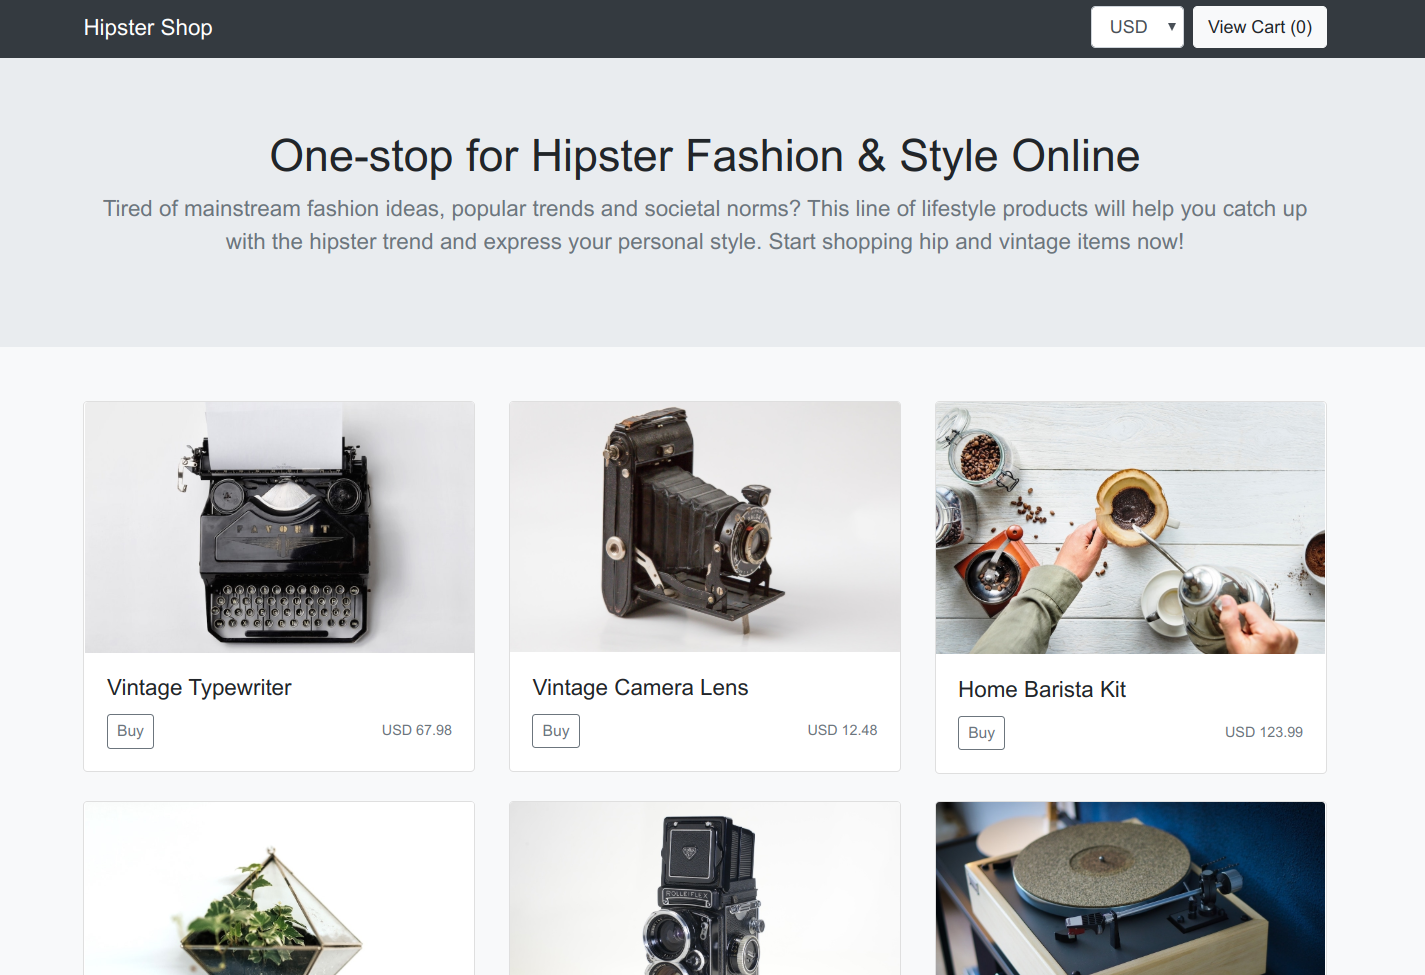 Hipster Shop
USD
View Cart (0)
One-stop for Hipster Fashion & Style Online
Tired of mainstream fashion ideas, popular trends and societal norms? This line of lifestyle products will help you catch up
with the hipster trend and express your personal style. Start shopping hip and vintage items now!
Vintage Typewriter
Buy
USD 67.98
Vintage Camera Lens
Buy
USD 12.48
Home Barista Kit
Buy
USD 123.99
ROLLEIFLEX